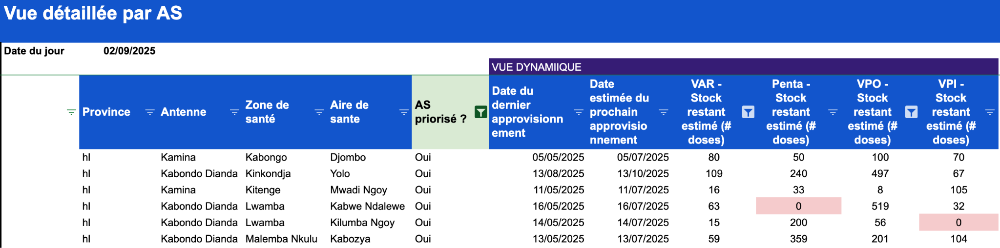 Vue détaillée par AS
Date du jour 02/09/2025
VUE DYNAMIIQUE
Province Antenne Zone de santé Aire de sante AS priorisé ? Date du dernier approvisionnement Date estimée du prochain approvisionnement VAR - Stock restant estimé (# doses) Penta - Stock restant estimé (# doses) VPO - Stock restant estimé (# doses) VPI - Stock restant estimé (# doses)
hl Kamina Kabongo Djombo Oui 05/05/2025 05/07/2025 80 50 100 70
hl Kabondo Dianda Kinkondja Yolo Oui 13/08/2025 13/10/2025 109 240 497 67
hl Kamina Kitenge Mwadi Ngoy Oui 11/05/2025 11/07/2025 16 33 8 105
hl Kabondo Dianda Lwamba Kabwe Ndalewe Oui 16/05/2025 16/07/2025 63 0 519 32
hl Kabondo Dianda Lwamba Kilumba Ngoy Oui 14/05/2025 14/07/2025 15 200 56 0
hl Kabondo Dianda Malemba Nkulu Kabozya Oui 13/05/2025 13/07/2025 59 359 201 104